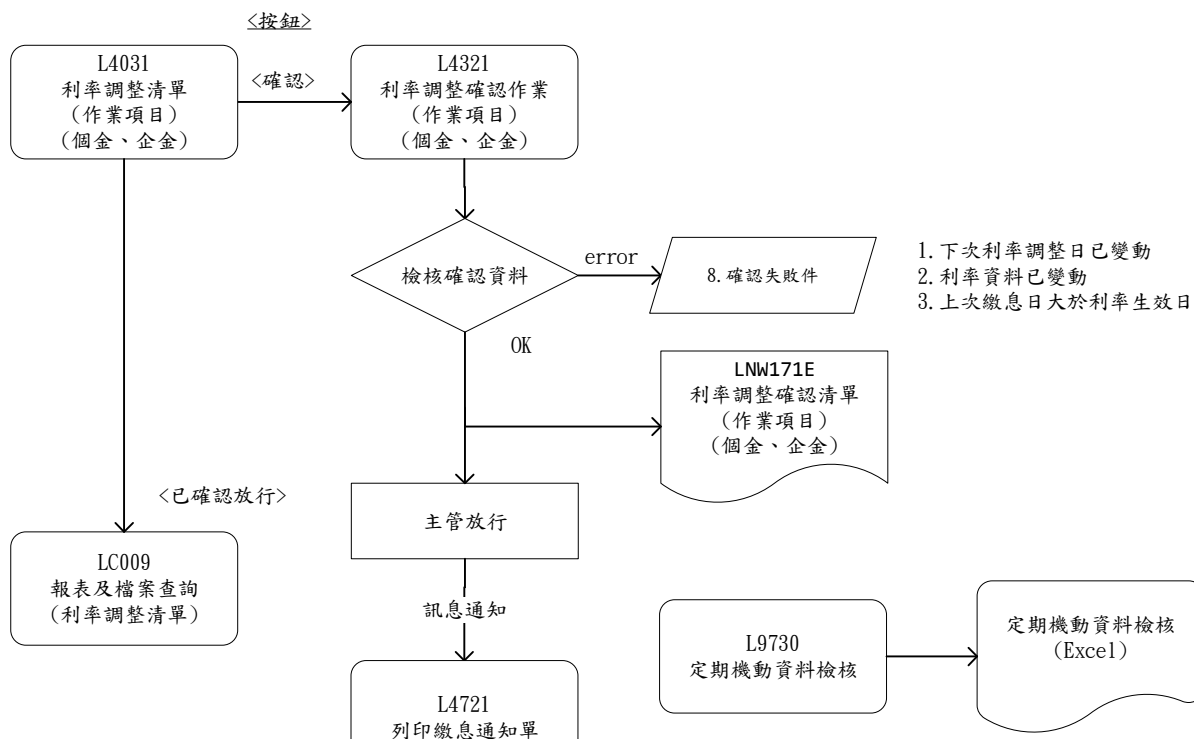 <按鈕>
L4031
利率調整清單
(作業項目)
(個金、企金)
<確認>
L4321
利率調整確認作業
(作業項目)
(個金、企金)
檢核確認資料
error
8.確認失敗件
1.下次利率調整日已變動
2.利率資料已變動
3.上次繳息日大於利率生效日
OK
LNW171E
利率調整確認清單
(作業項目)
(個金、企金)
<已確認放行>
主管放行
LC009
報表及檔案查詢
(利率調整清單)
訊息通知
L4721
列印繳息通知單
L9730
定期機動資料檢核
定期機動資料檢核
(Excel)